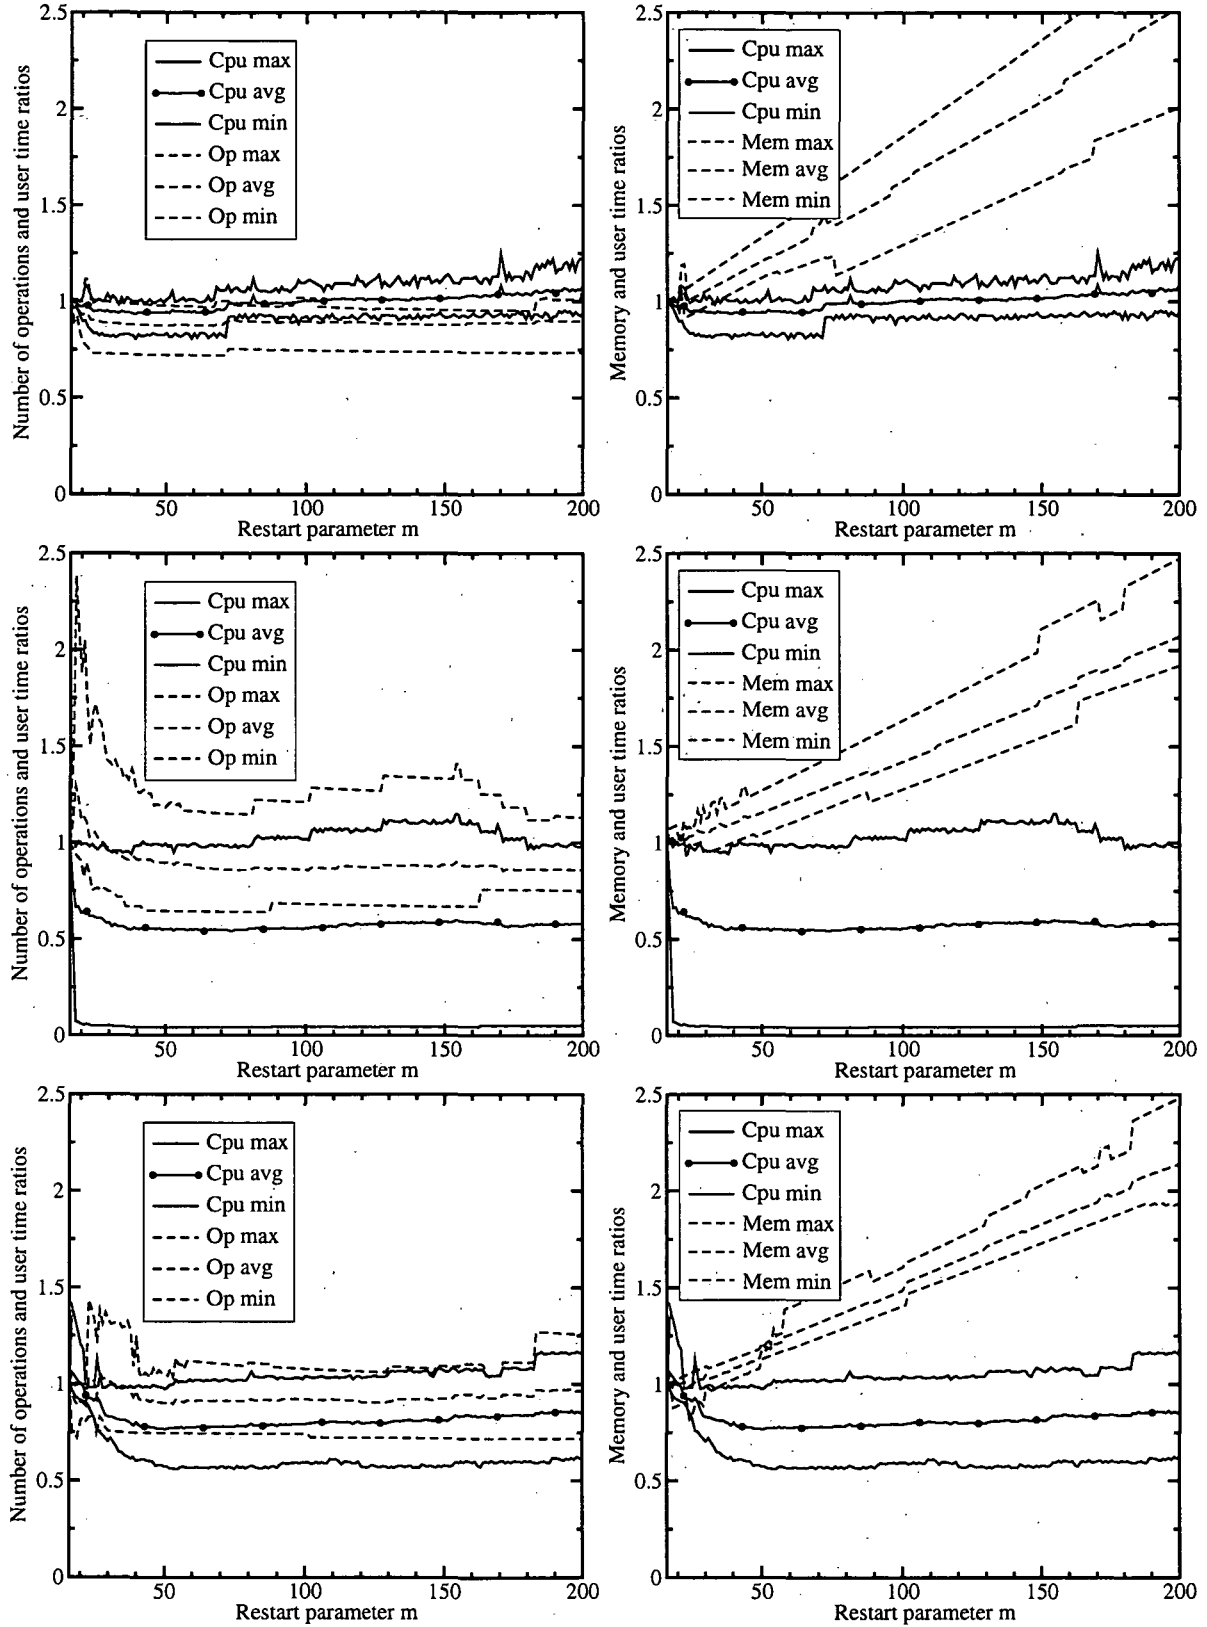 2.5
2
1.5
1
0.5
0
50
100
150
200
Number of operations and user time ratios
Restart parameter m
Cpu max
Cpu avg
Cpu min
Op max
Op avg
Op min
2.5
2
1.5
1
0.5
0
50
100
150
200
Memory and user time ratios
Restart parameter m
Cpu max
Cpu avg
Cpu min
Mem max
Mem avg
Mem min
2.5
2
1.5
1
0.5
0
50
100
150
200
Number of operations and user time ratios
Restart parameter m
Cpu max
Cpu avg
Cpu min
Op max
Op avg
Op min
2.5
2
1.5
1
0.5
0
50
100
150
200
Memory and user time ratios
Restart parameter m
Cpu max
Cpu avg
Cpu min
Mem max
Mem avg
Mem min
2.5
2
1.5
1
0.5
0
50
100
150
200
Number of operations and user time ratios
Restart parameter m
Cpu max
Cpu avg
Cpu min
Op max
Op avg
Op min
2.5
2
1.5
1
0.5
0
50
100
150
200
Memory and user time ratios
Restart parameter m
Cpu max
Cpu avg
Cpu min
Mem max
Mem avg
Mem min